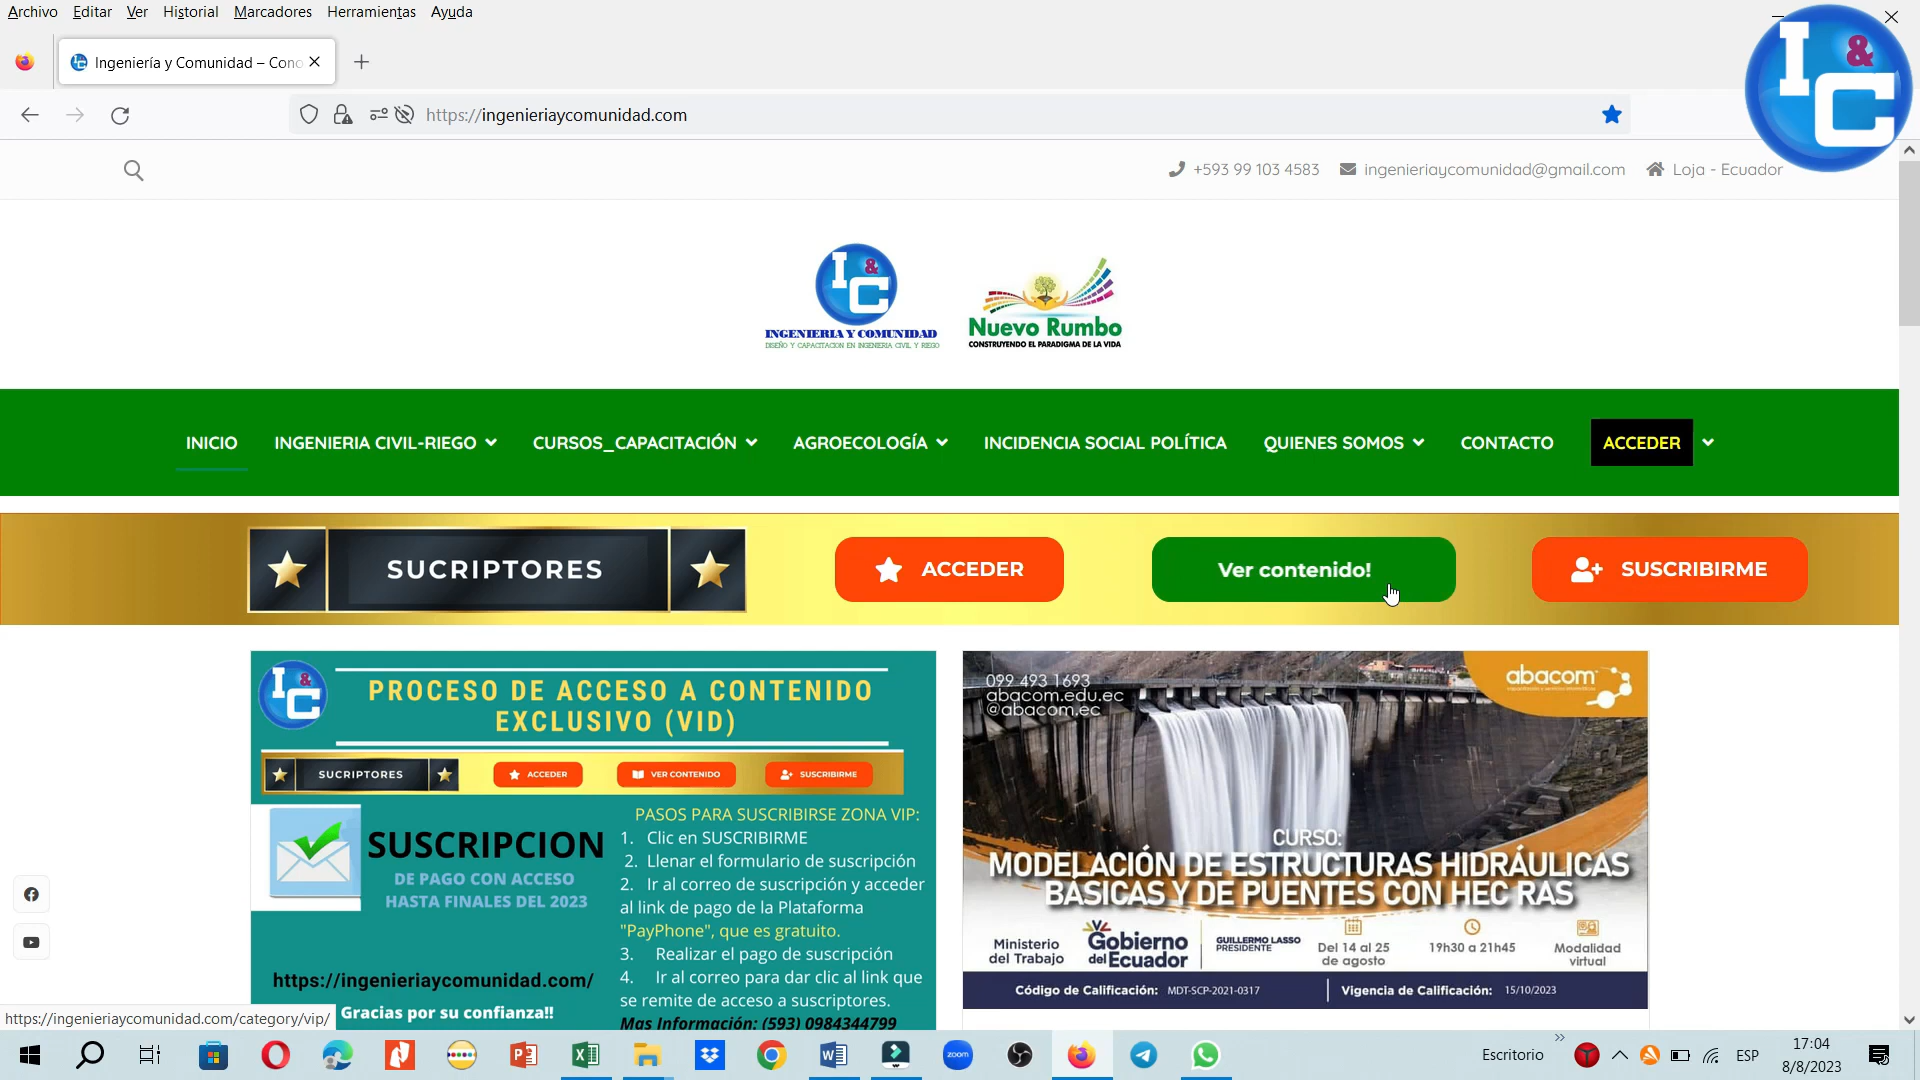 Archivo Editar Ver Historial Marcadores Herramientas Ayuda
Ingeniería y Comunidad – Cono
https://ingenieriaycomunidad.com
I&C
+593 99 103 4583 ingenieriaycomunidad@gmail.com Loja - Ecuador
I&C
INGENIERIA Y COMUNIDAD
DISEÑO Y CAPACITACION EN INGENIERIA CIVIL Y RIEGO
Nuevo Rumbo
CONSTRUYENDO EL PARADIGMA DE LA VIDA
INICIO INGENIERIA CIVIL-RIEGO CURSOS_CAPACITACIÓN AGROECOLOGÍA INCIDENCIA SOCIAL POLÍTICA QUIENES SOMOS CONTACTO ACCEDER
SUCRIPTORES ACCEDER Ver contenido! SUSCRIBIRME
I&C
PROCESO DE ACCESO A CONTENIDO
EXCLUSIVO (VID)
SUCRIPTORES ACCEDER VER CONTENIDO SUSCRIBIRME
SUSCRIPCION
DE PAGO CON ACCESO
HASTA FINALES DEL 2023
https://ingenieriaycomunidad.com/
Gracias por su confianza!!
PASOS PARA SUSCRIBIRSE ZONA VIP:
1. Clic en SUSCRIBIRME
2. Llenar el formulario de suscripción
2. Ir al correo de suscripción y acceder
al link de pago de la Plataforma
"PayPhone", que es gratuito.
3. Realizar el pago de suscripción
4. Ir al correo para dar clic al link que
se remite de acceso a suscriptores.
Mas Información: (593) 0984344799
099 493 1693
abacom.edu.ec
@abacom.ec
abacom
CURSO:
MODELACIÓN DE ESTRUCTURAS HIDRÁULICAS
BÁSICAS Y DE PUENTES CON HEC RAS
Ministerio
del Trabajo
Gobierno
del Ecuador
GUILLERMO LASSO
PRESIDENTE
Del 14 al 25
de agosto
19h30 a 21h45
Modalidad
virtual
Código de Calificación: MDT-SCP-2021-0317 Vigencia de Calificación: 15/10/2023
https://ingenieriaycomunidad.com/category/vip/
zoom
Escritorio
ESP
17:04
8/8/2023